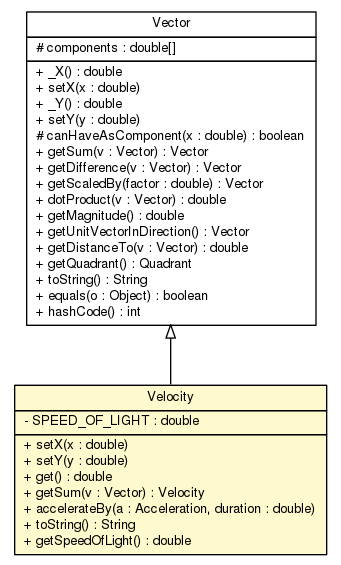 Vector
# components : double[]
+ _X() : double
+ setX(x : double)
+ _Y() : double
+ setY(y : double)
# canHaveAsComponent(x : double) : boolean
+ getSum(v : Vector) : Vector
+ getDifference(v : Vector) : Vector
+ getScaledBy(factor : double) : Vector
+ dotProduct(v : Vector) : double
+ getMagnitude() : double
+ getUnitVectorInDirection() : Vector
+ getDistanceTo(v : Vector) : double
+ getQuadrant() : Quadrant
+ toString() : String
+ equals(o : Object) : boolean
+ hashCode() : int
Velocity
- SPEED_OF_LIGHT : double
+ setX(x : double)
+ setY(y : double)
+ get() : double
+ getSum(v : Vector) : Velocity
+ accelerateBy(a : Acceleration, duration : double)
+ toString() : String
+ getSpeedOfLight() : double